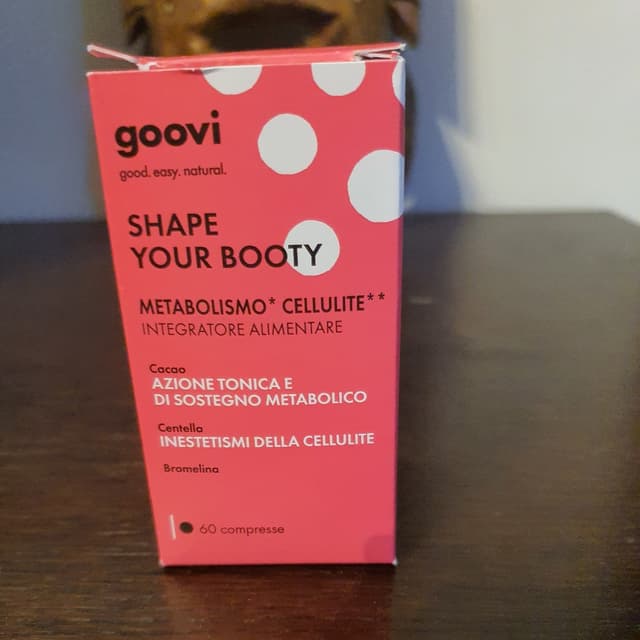 goovi
good. easy. natural.
SHAPE
YOUR BOOTY
METABOLISMO* CELLULITE**
INTEGRATORE ALIMENTARE
Cacao
AZIONE TONICA E
DI SOSTEGNO METABOLICO
Centella
INESTETISMI DELLA CELLULITE
Bromelina
60 compresse